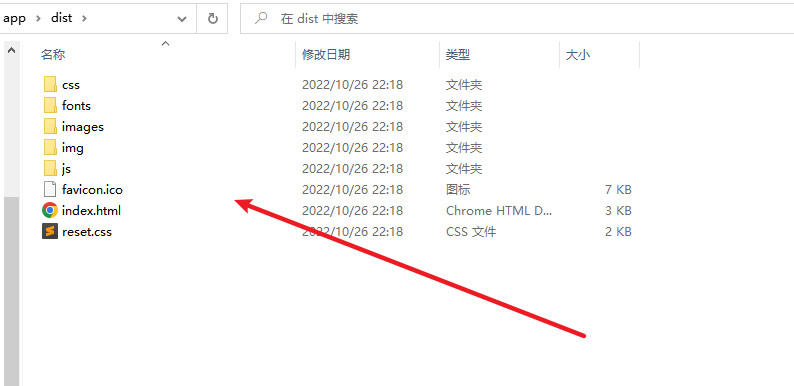 app › dist › 在 dist 中搜索
名称 修改日期 类型 大小
css 2022/10/26 22:18 文件夹
fonts 2022/10/26 22:18 文件夹
images 2022/10/26 22:18 文件夹
img 2022/10/26 22:18 文件夹
js 2022/10/26 22:18 文件夹
favicon.ico 2022/10/26 22:18 图标 7 KB
index.html 2022/10/26 22:18 Chrome HTML D... 3 KB
reset.css 2022/10/26 22:18 CSS 文件 2 KB